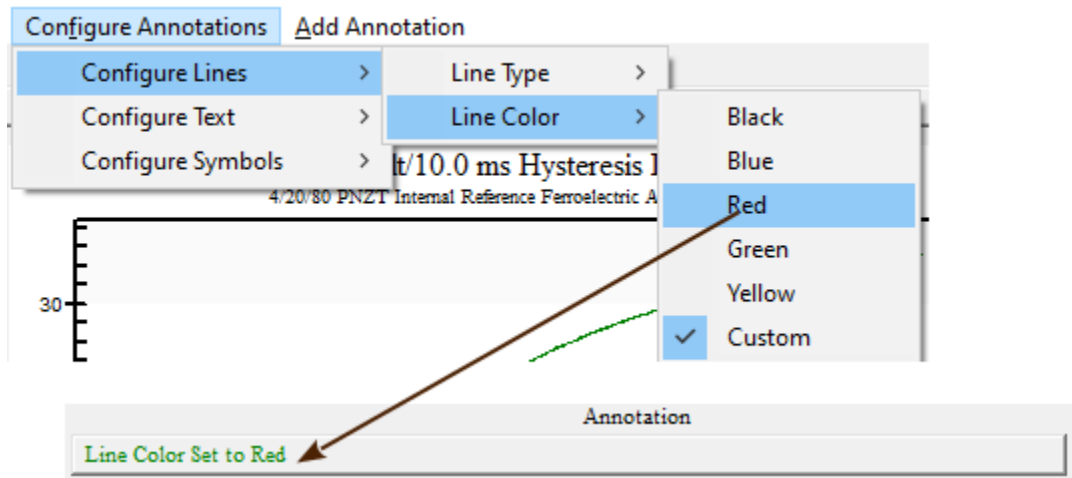 Configure Annotations Add Annotation
Configure Lines > Line Type >
Configure Text > Line Color > Black
Configure Symbols > Blue
/10.0 ms Hysteresis
4/20/80 PNZT Internal Reference Ferroelectric A
Red
Green
Yellow
30
Custom
Annotation
Line Color Set to Red